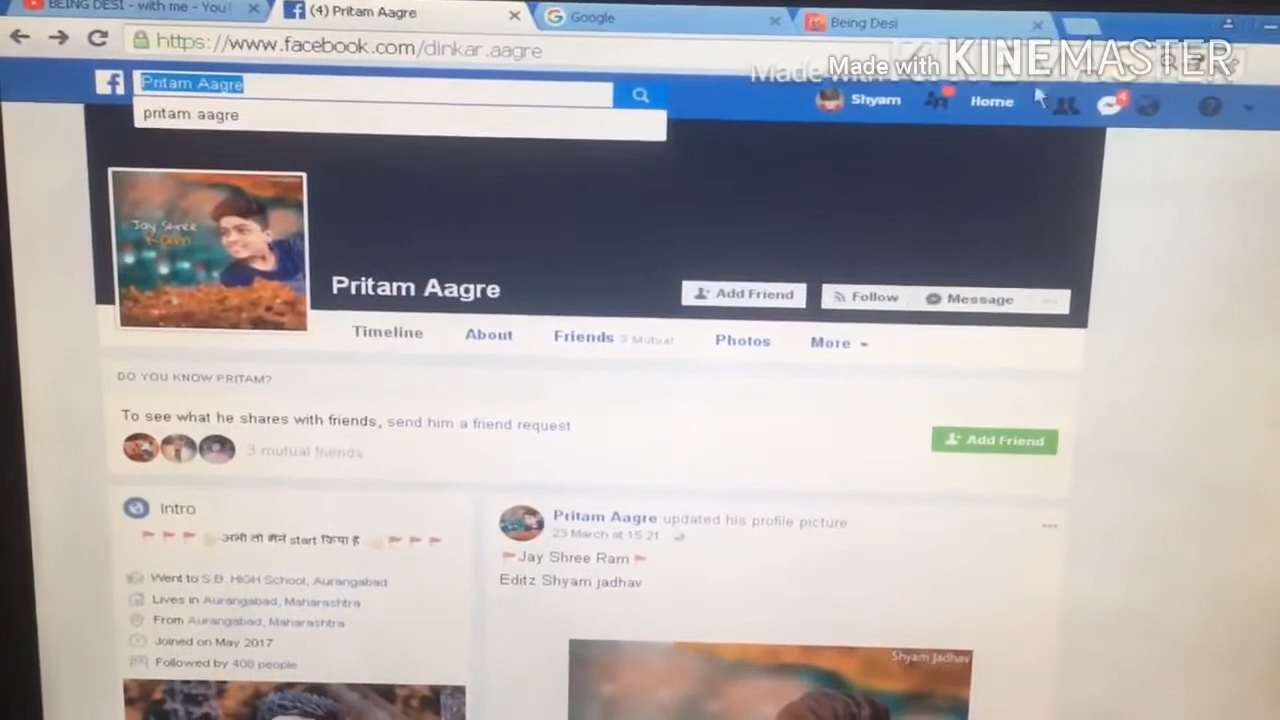 BEING DESI - with me - YouT
(4) Pritam Aagre
Google
Being Desi
https://www.facebook.com/dinkar.aagre
Made with KINEMASTER
Pritam Aagre
pritam aagre
Shyam
Home
4
Jay Shree
Ram
Pritam Aagre
Add Friend
Follow
Message
Timeline
About
Friends 3 Mutual
Photos
More
DO YOU KNOW PRITAM?
To see what he shares with friends, send him a friend request
3 mutual friends
Add Friend
Intro
अभी तो मैंने start किया है
Went to S.B. HIGH School, Aurangabad
Lives in Aurangabad, Maharashtra
From Aurangabad, Maharashtra
Joined on May 2017
Followed by 408 people
Pritam Aagre updated his profile picture
23 March at 15:21
Jay Shree Ram
Editz Shyam jadhav
Shyam Jadhav